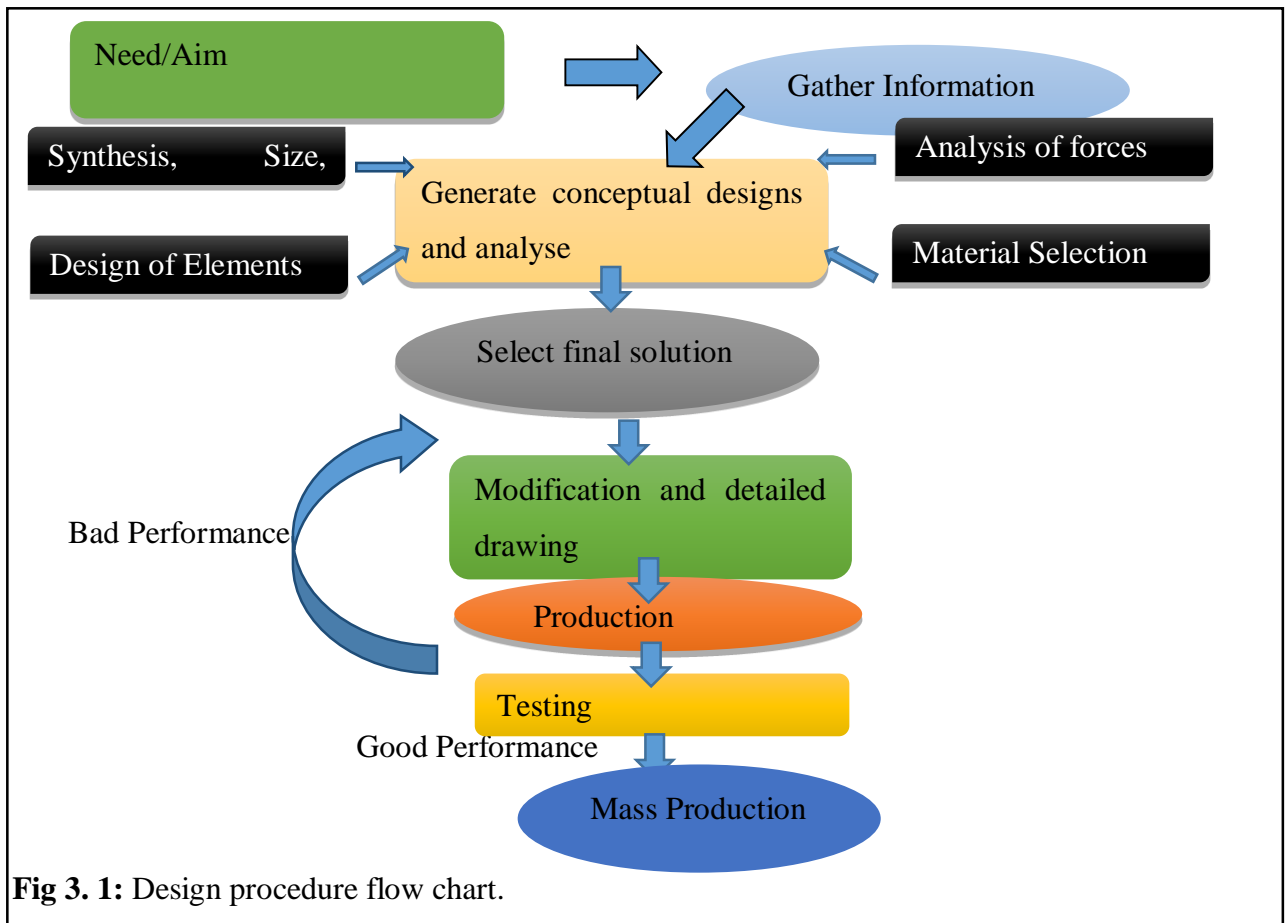 Need/Aim
Gather Information
Synthesis, Size,
Analysis of forces
Generate conceptual designs
and analyse
Design of Elements
Material Selection
Select final solution
Modification and detailed
drawing
Bad Performance
Production
Testing
Good Performance
Mass Production
Fig 3. 1: Design procedure flow chart.